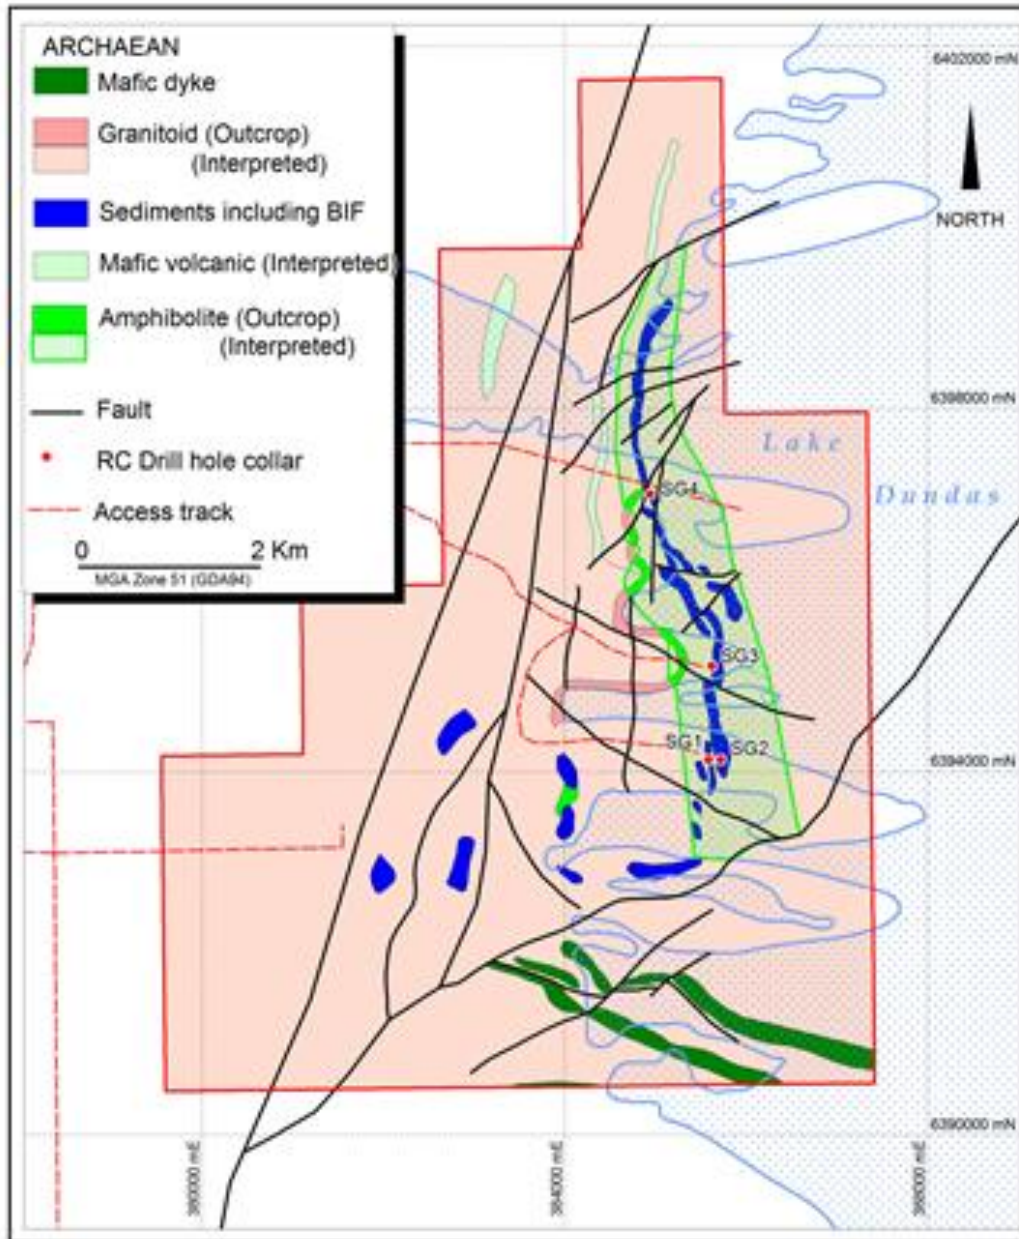 ARCHAEAN
Mafic dyke
Granitoid (Outcrop)
(Interpreted)
Sediments including BIF
Mafic volcanic (Interpreted)
Amphibolite (Outcrop)
(Interpreted)
Fault
RC Drill hole collar
Access track
0 2 Km
MGA Zone 51 (GDA94)
6402000 mN
NORTH
6398000 mN
Lake
Dundas
SG4
SG3
SG1
SG2
6394000 mN
6390000 mN
380000 mE
384000 mE
388000 mE